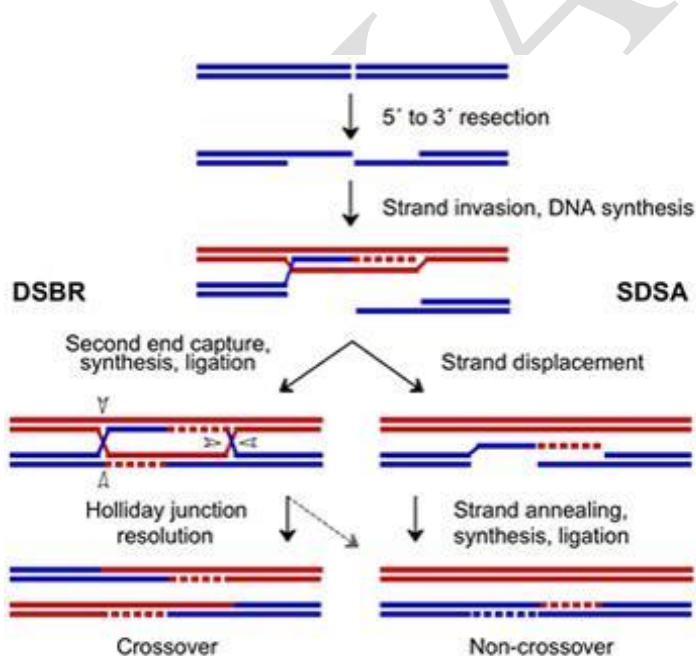 5´ to 3´ resection
Strand invasion, DNA synthesis
DSBR
SDSA
Second end capture,
synthesis, ligation
Strand displacement
Holliday junction
resolution
Strand annealing,
synthesis, ligation
Crossover
Non-crossover